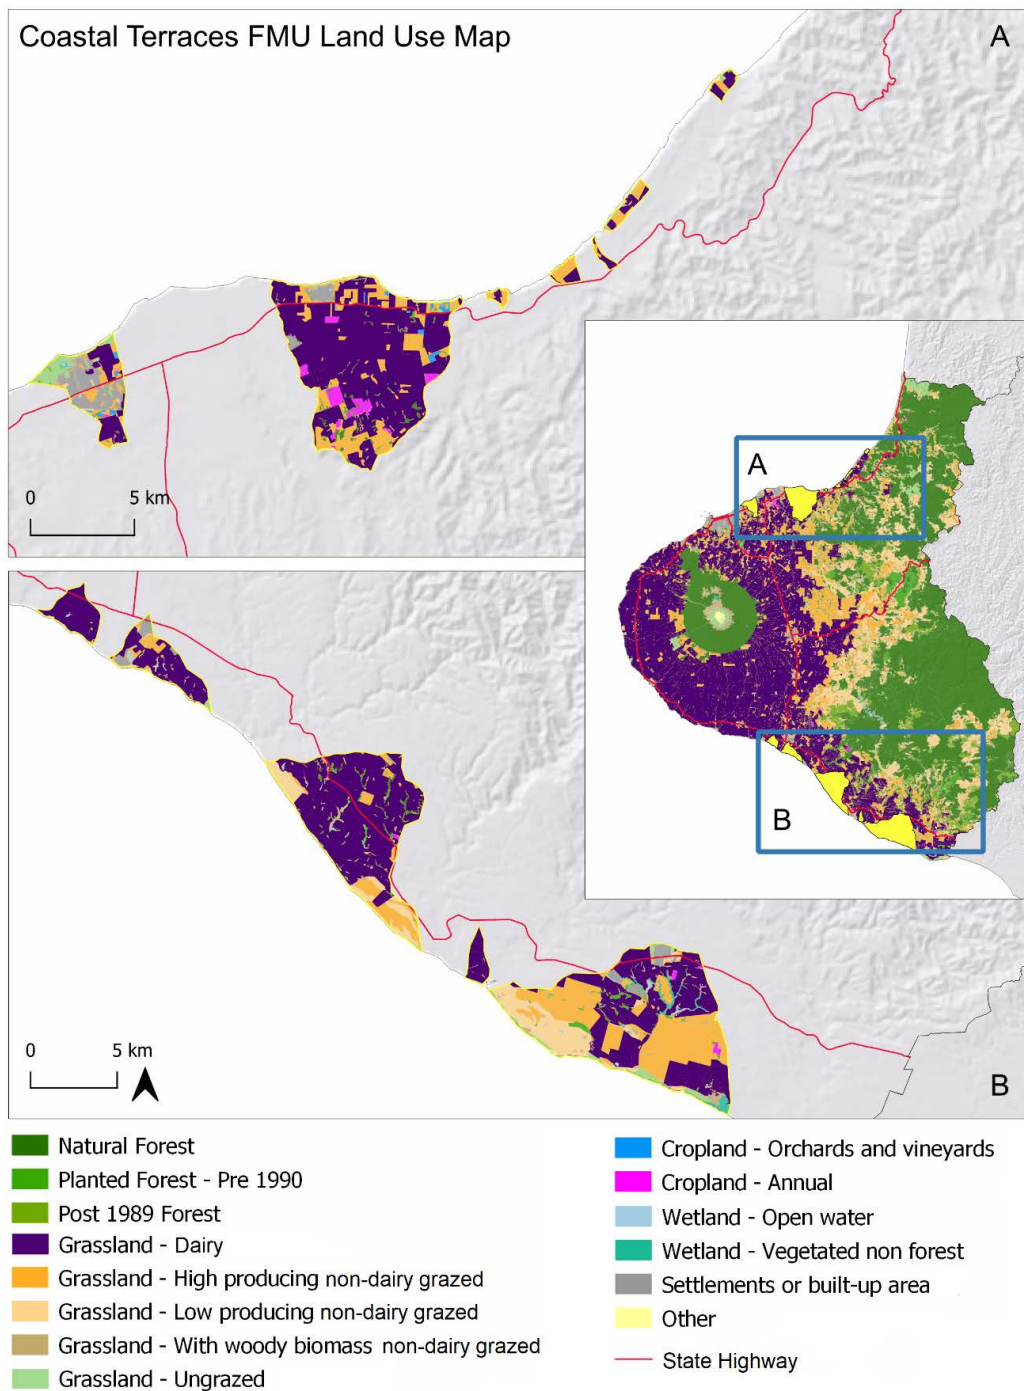 Coastal Terraces FMU Land Use Map
A
0 5 km
A
B
0 5 km
B
Natural Forest
Planted Forest - Pre 1990
Post 1989 Forest
Grassland - Dairy
Grassland - High producing non-dairy grazed
Grassland - Low producing non-dairy grazed
Grassland - With woody biomass non-dairy grazed
Grassland - Ungrazed
Cropland - Orchards and vineyards
Cropland - Annual
Wetland - Open water
Wetland - Vegetated non forest
Settlements or built-up area
Other
State Highway